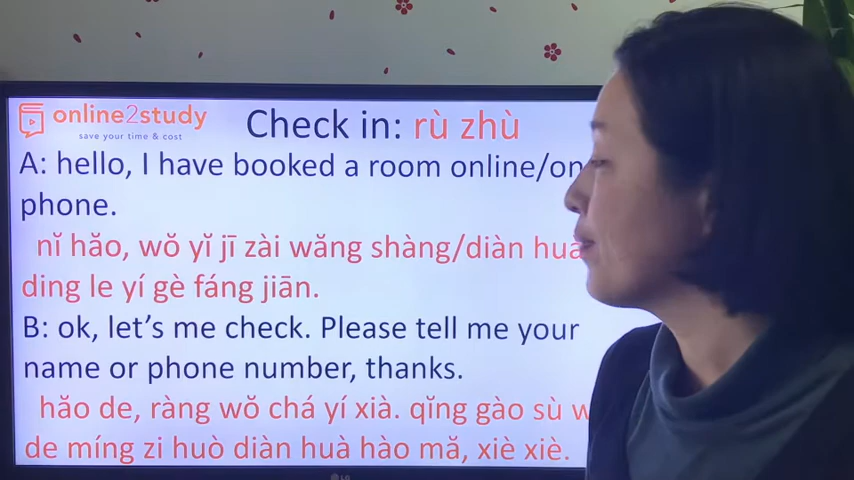 online2study
save your time & cost
Check in: rù zhù
A: hello, I have booked a room online/on
phone.
nǐ hǎo, wǒ yǐ jī zài wǎng shàng/diàn huà
ding le yí gè fáng jiān.
B: ok, let's me check. Please tell me your
name or phone number, thanks.
hǎo de, ràng wǒ chá yí xià. qǐng gào sù
de míng zi huò diàn huà hào mǎ, xiè xiè.
LG